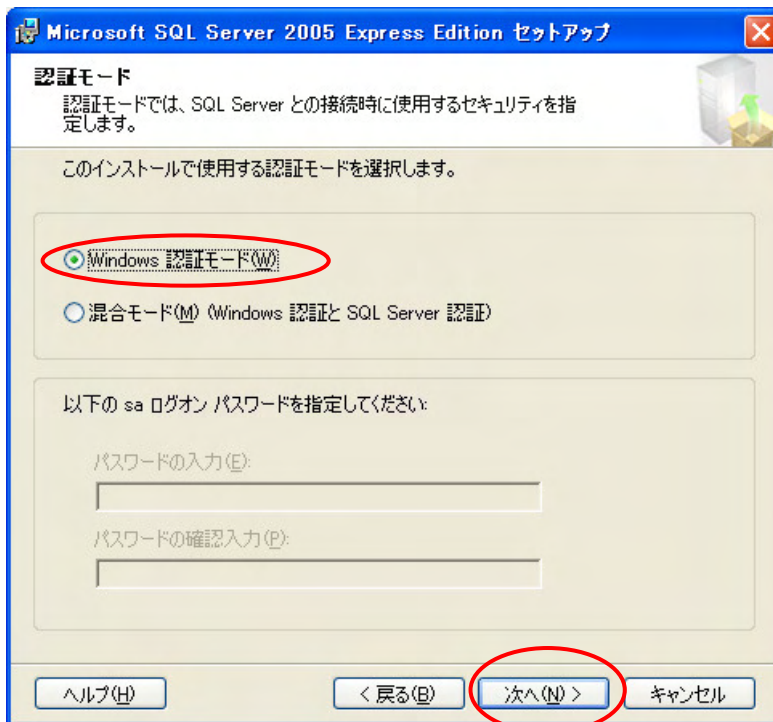 Microsoft SQL Server 2005 Express Edition セットアップ
認証モード
認証モードでは、SQL Server との接続時に使用するセキュリティを指
定します。
このインストールで使用する認証モードを選択します。
Windows 認証モード(W)
混合モード(M) (Windows 認証と SQL Server 認証)
以下の sa ログオン パスワードを指定してください:
パスワードの入力(E):
パスワードの確認入力(P):
ヘルプ(H)
< 戻る(B)
次へ(N) >
キャンセル